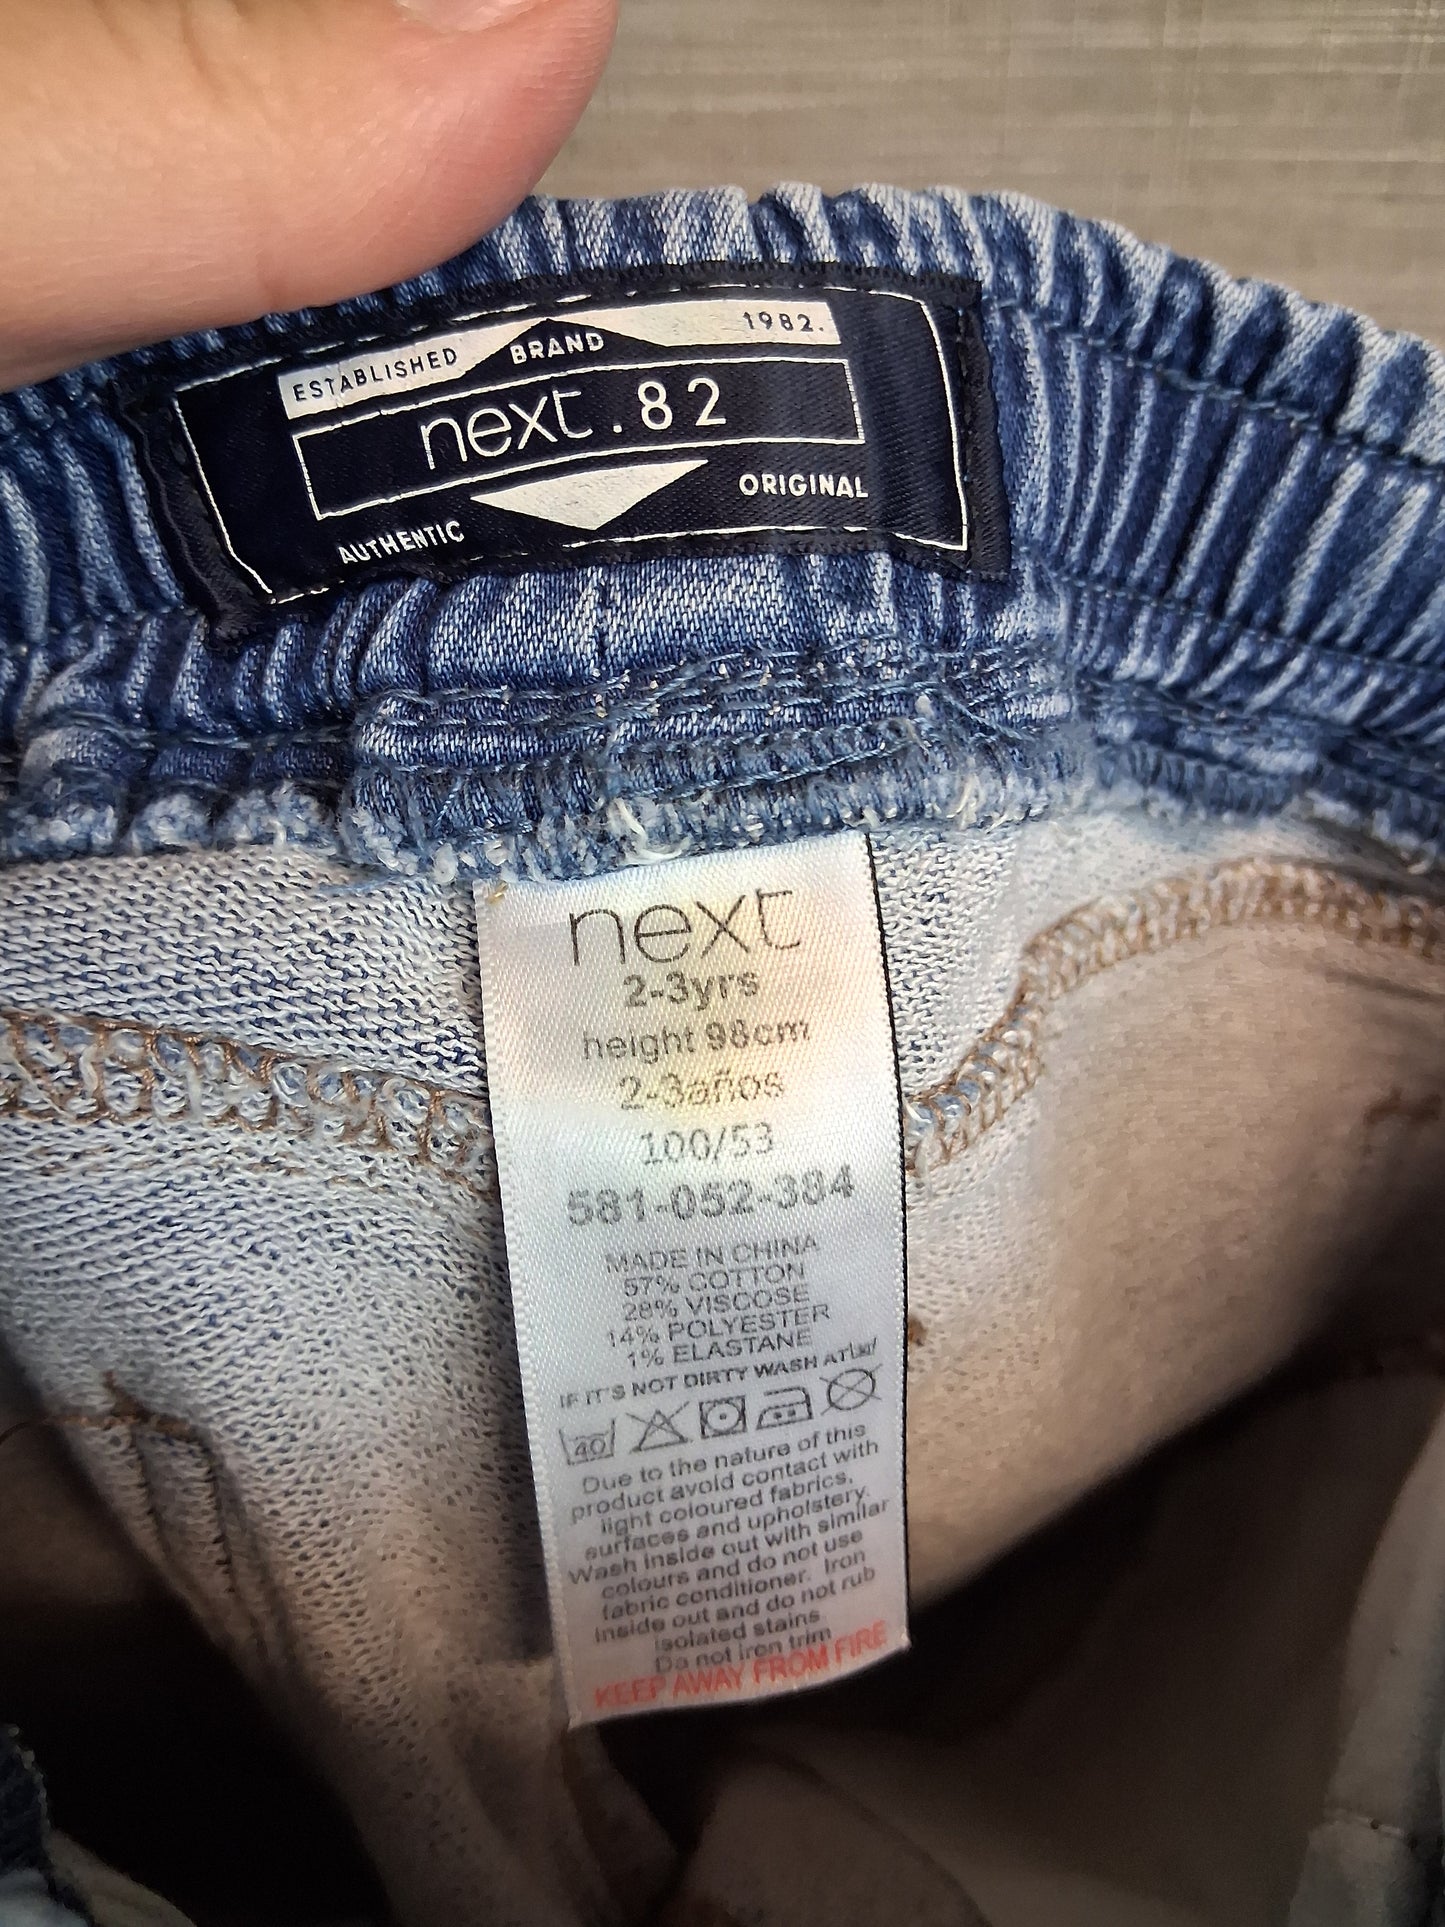 ESTABLISHED BRAND 1982.
next.82
AUTHENTIC ORIGINAL
next
2-3yrs
height 98cm
2-3años
100/53
581-052-384
MADE IN CHINA
57% COTTON
28% VISCOSE
14% POLYESTER
1% ELASTANE
IF IT'S NOT DIRTY WASH AT
40
Due to the nature of this
product avoid contact with
light coloured fabrics,
surfaces and upholstery.
Wash inside out with similar
colours and do not use
fabric conditioner. Iron
inside out and do not rub
isolated stains
Do not iron trim
KEEP AWAY FROM FIRE